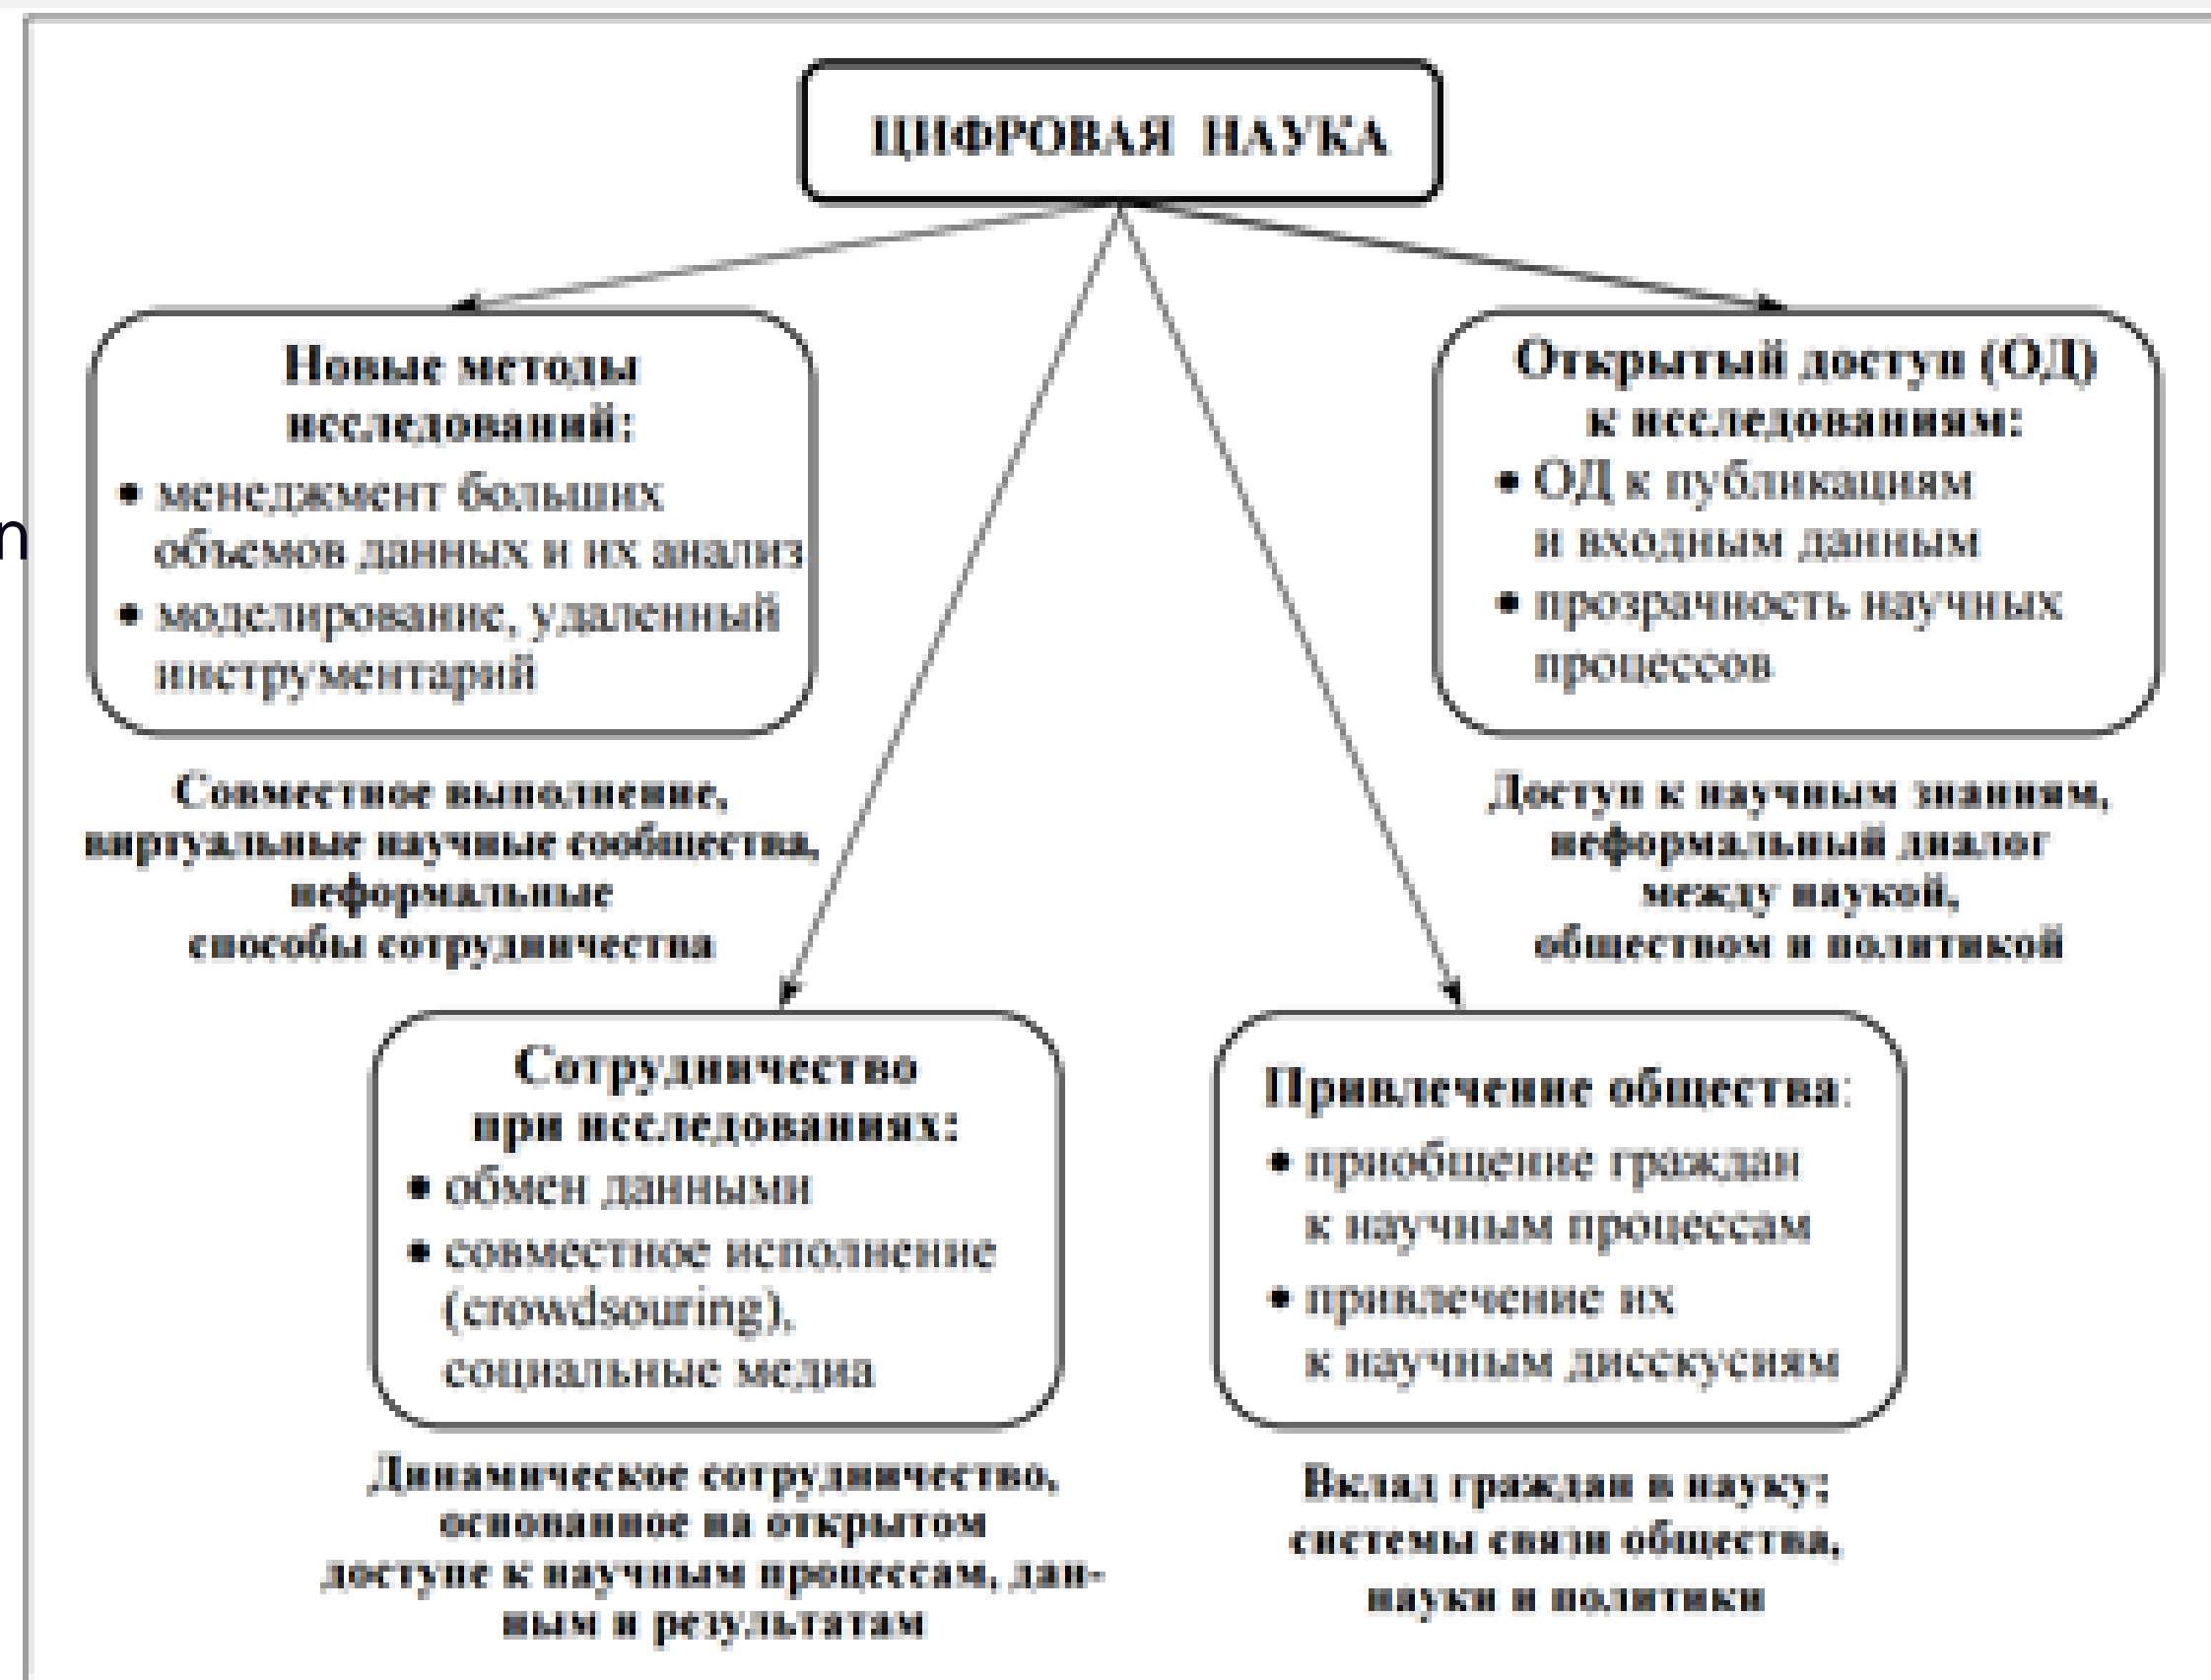 ЦИФРОВАЯ НАУКА
Новые методы
исследований:
• менеджмент больших
объемов данных и их анализ
• моделирование, удаленный
инструментарий
Совместное выполнение,
виртуальные научные сообщества,
неформальные
способы сотрудничества
Открытый доступ (ОД)
к исследованиям:
• ОД к публикациям
и входным данным
• прозрачность научных
процессов
Доступ к научным знаниям,
неформальный диалог
между наукой,
обществом и политикой
Сотрудничество
при исследованиях:
• обмен данными
• совместное исполнение
(crowdsouring),
социальные медиа
Динамическое сотрудничество,
основанное на открытом
доступе к научным процессам, дан-
ным и результатам
Привлечение общества:
• приобщение граждан
к научным процессам
• привлечение их
к научным дисскусиям
Вклад граждан в науку;
системы связи общества,
науки и политики
n